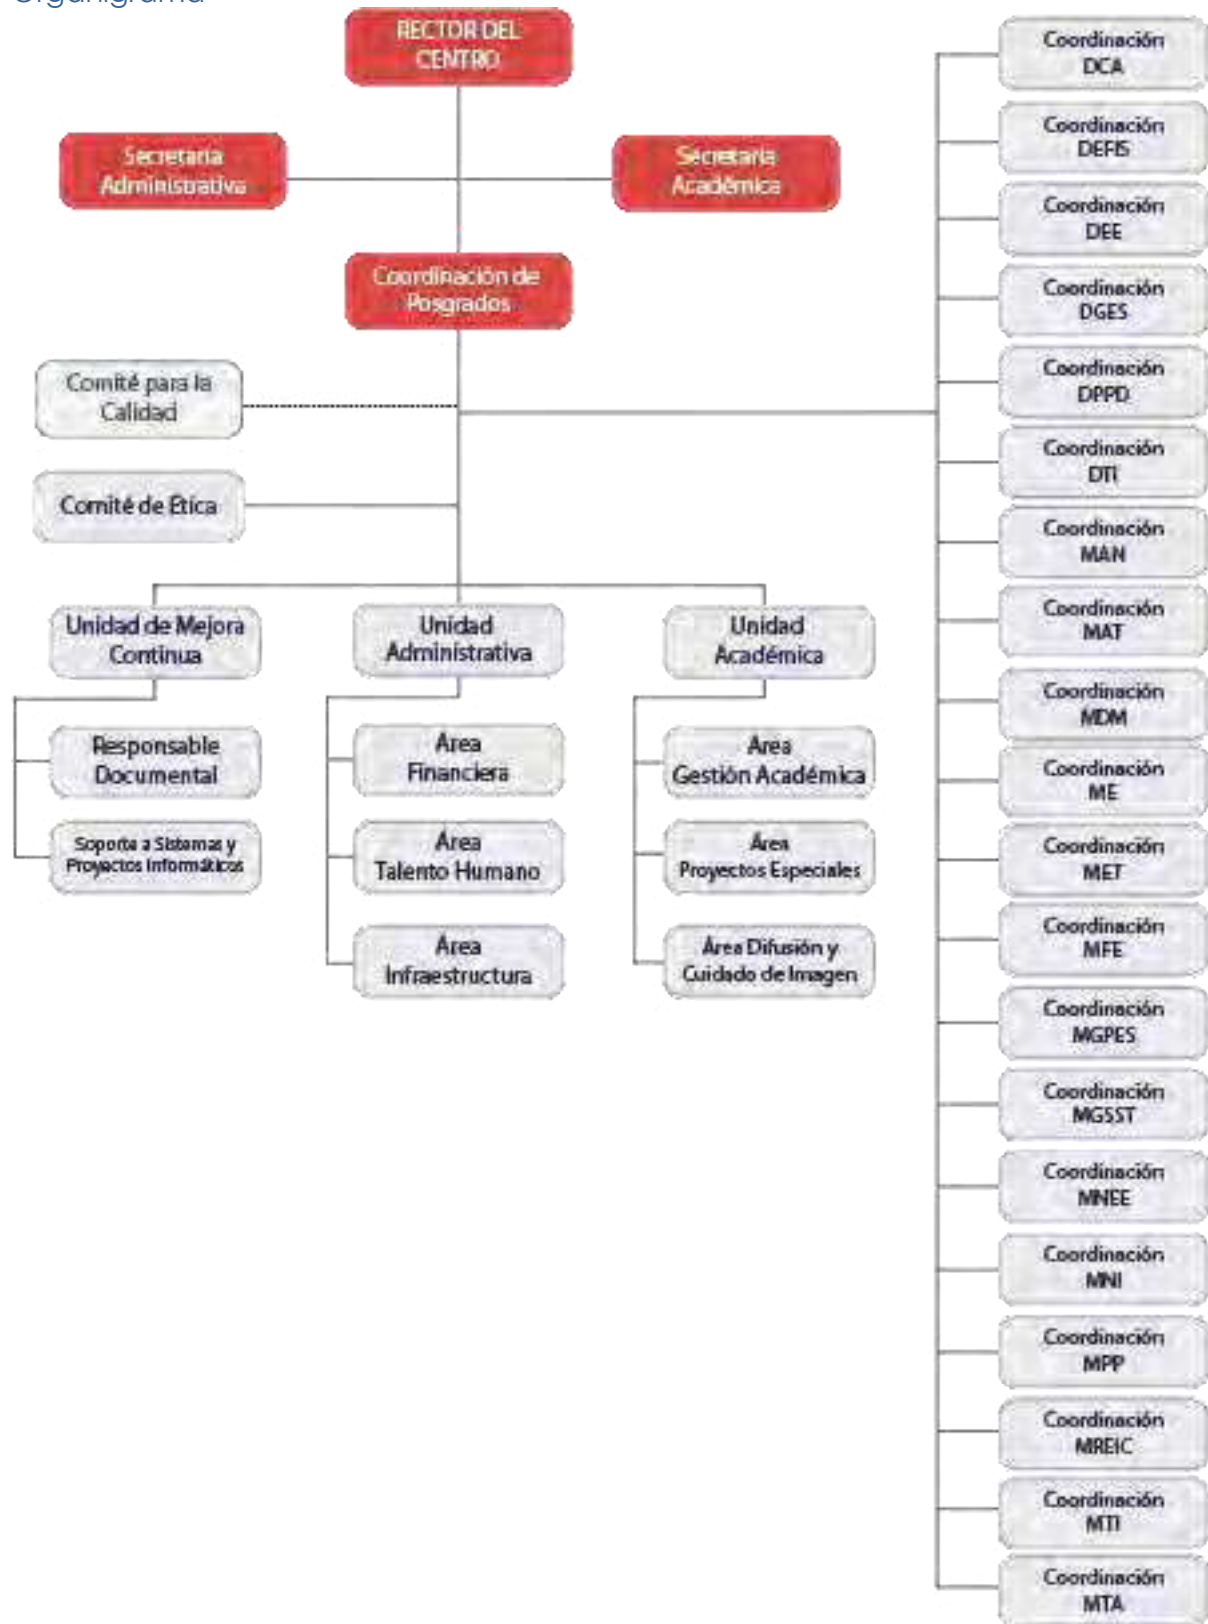 Organigrama
RECTOR DEL
CENTRO
Secretaria
Administrativa
Secretaria
Académica
Coordinación de
Posgrados
Comité para la
Calidad
Comité de Etica
Unidad de Mejora
Continua
Responsable
Documental
Soporte a Sistemas y
Proyectos Informáticos
Unidad
Administrativa
Area
Financiera
Área
Talento Humano
Área
Infraestructura
Unidad
Académica
Area
Gestión Académica
Área
Proyectos Especiales
Área Difusión y
Cuidado de Imagen
Coordinación
DCA
Coordinación
DEFIS
Coordinación
DEE
Coordinación
DGES
Coordinación
DPPD
Coordinación
DTI
Coordinación
MAN
Coordinación
MAT
Coordinación
MDM
Coordinación
ME
Coordinación
MET
Coordinación
MFE
Coordinación
MGPES
Coordinación
MGSST
Coordinación
MNEE
Coordinación
MNI
Coordinación
MPP
Coordinación
MREIC
Coordinación
MTI
Coordinación
MTA